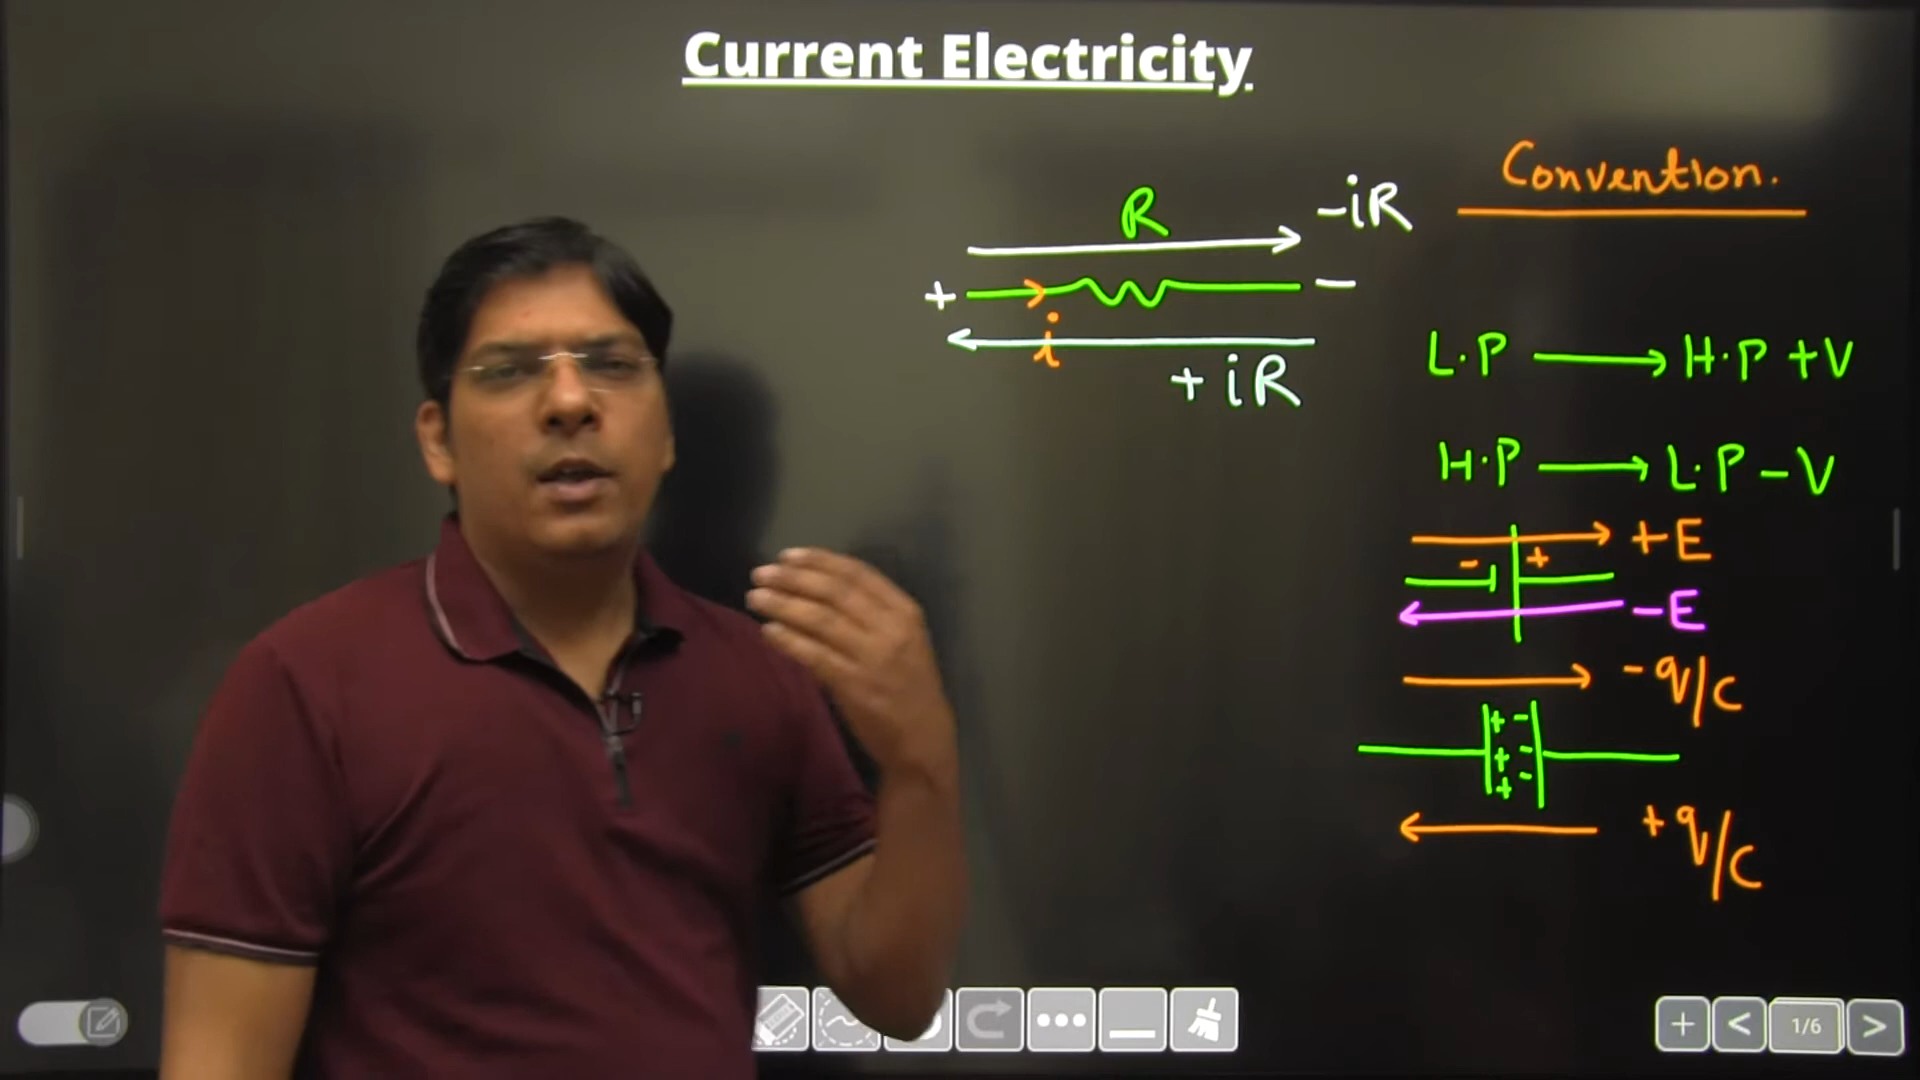 Current Electricity
Convention.
R
-iR
+ -
i
+iR
L.P → H.P +V
H.P → L.P -V
+E
- +
-E
-q/C
+ -
+ -
+ -
+q/C
1/6